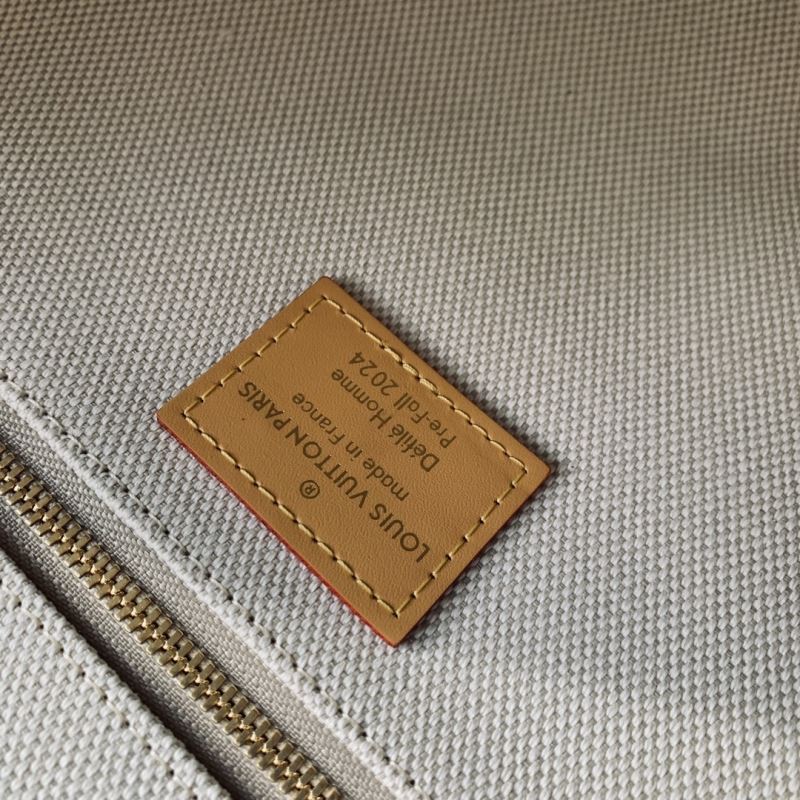 ®
LOUIS VUITTON PARIS
made in France
Défilé Homme
Pre-Fall 2024